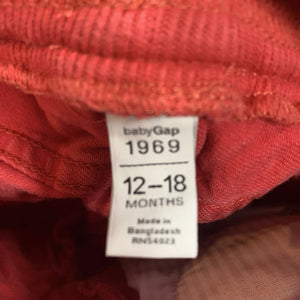 babyGap
1969
12–18
MONTHS
Made in
Bangladesh
RN54023